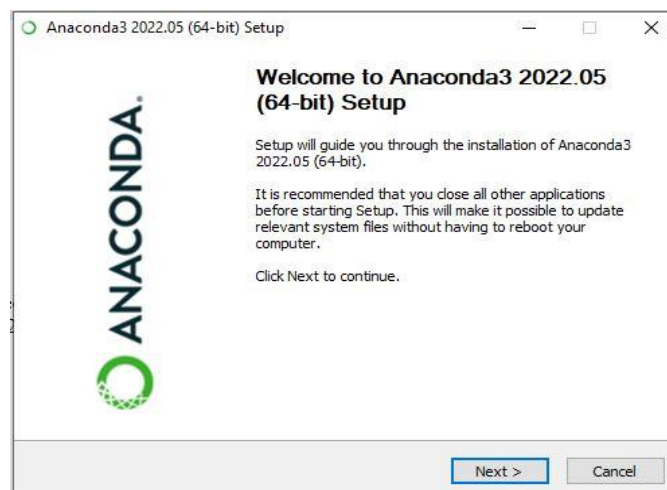 Anaconda3 2022.05 (64-bit) Setup
Welcome to Anaconda3 2022.05
(64-bit) Setup
Setup will guide you through the installation of Anaconda3
2022.05 (64-bit).
It is recommended that you close all other applications
before starting Setup. This will make it possible to update
relevant system files without having to reboot your
computer.
Click Next to continue.
ANACONDA.
Next >
Cancel